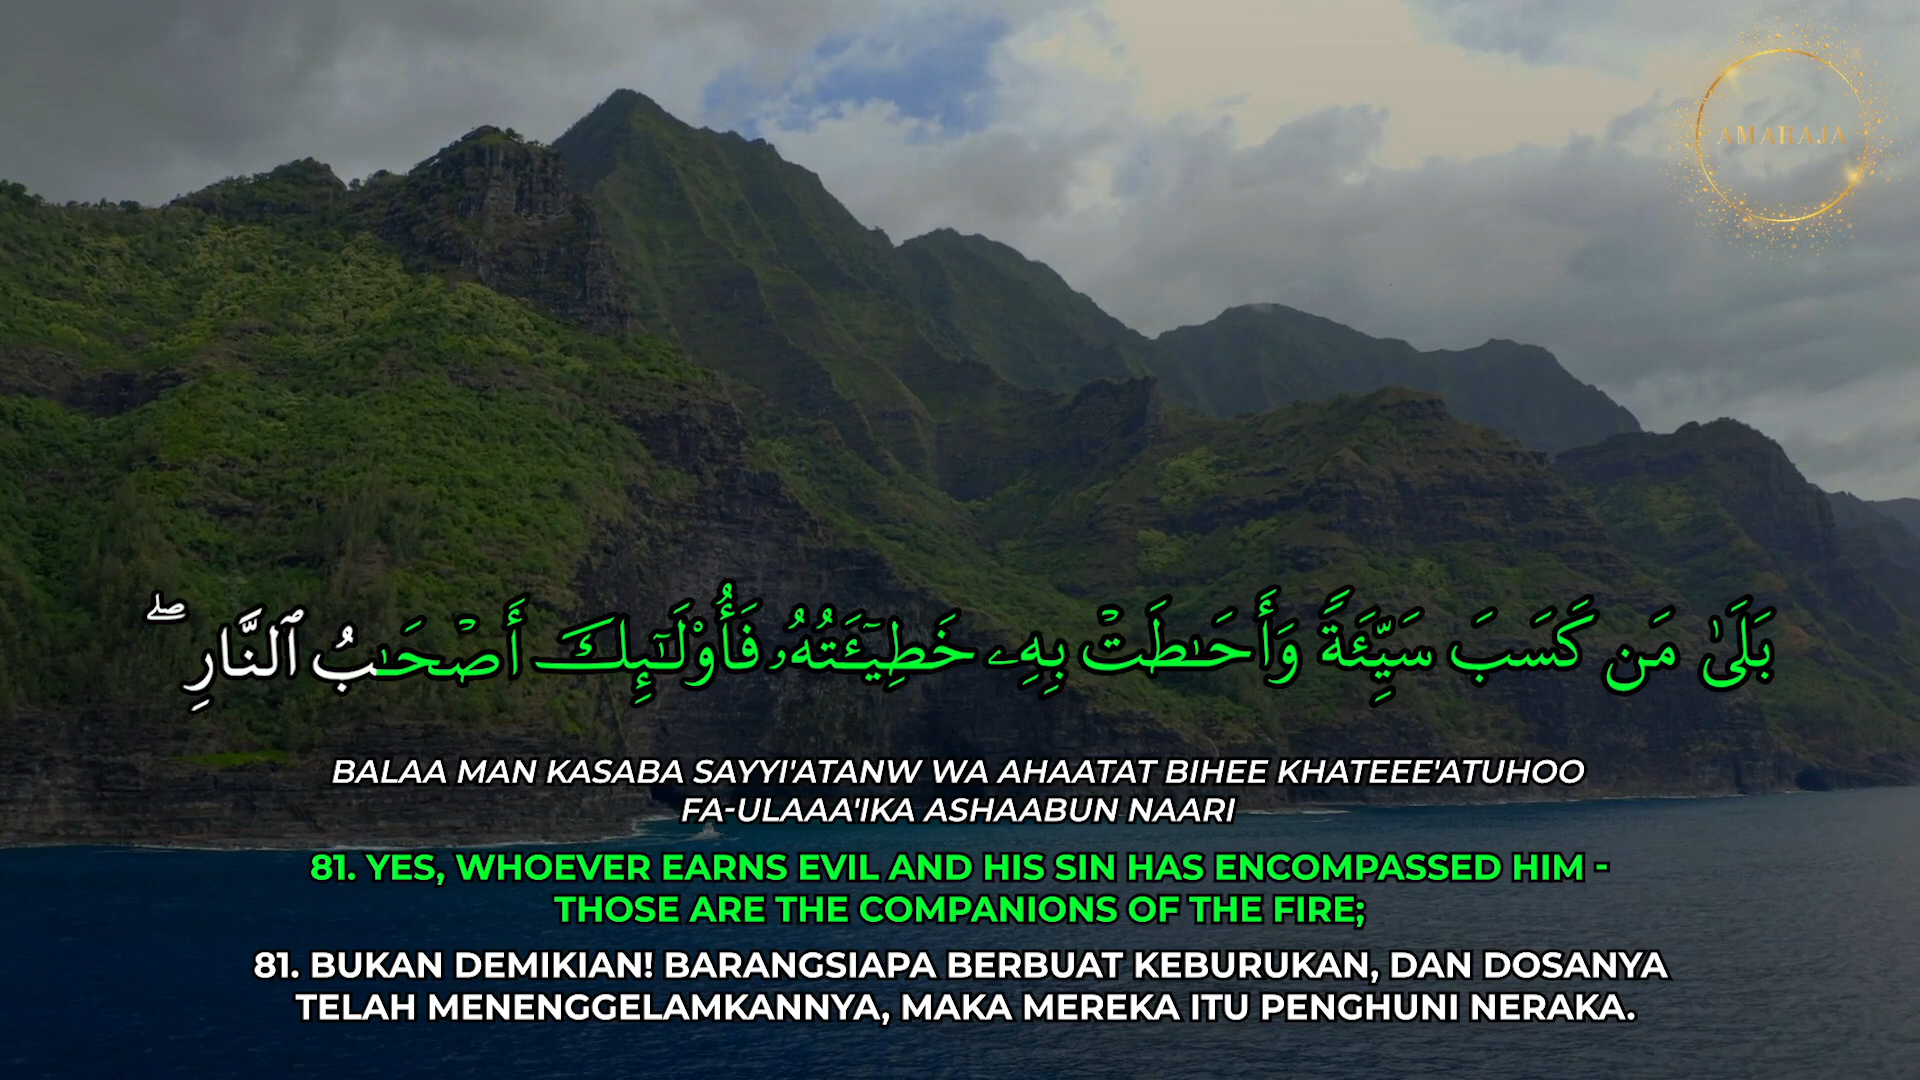 AMARAJA
بَلَىٰ مَن كَسَبَ سَيِّئَةً وَأَحَـٰطَتْ بِهِۦ خَطِيٓـَٔتُهُۥ فَأُو۟لَـٰٓئِكَ أَصْحَـٰبُ ٱلنَّارِ ۖ
BALAA MAN KASABA SAYYI'ATANW WA AHAATAT BIHEE KHATEEE'ATUHOO
FA-ULAAA'IKA ASHAABUN NAARI
81. YES, WHOEVER EARNS EVIL AND HIS SIN HAS ENCOMPASSED HIM -
THOSE ARE THE COMPANIONS OF THE FIRE;
81. BUKAN DEMIKIAN! BARANGSIAPA BERBUAT KEBURUKAN, DAN DOSANYA
TELAH MENENGGELAMKANNYA, MAKA MEREKA ITU PENGHUNI NERAKA.